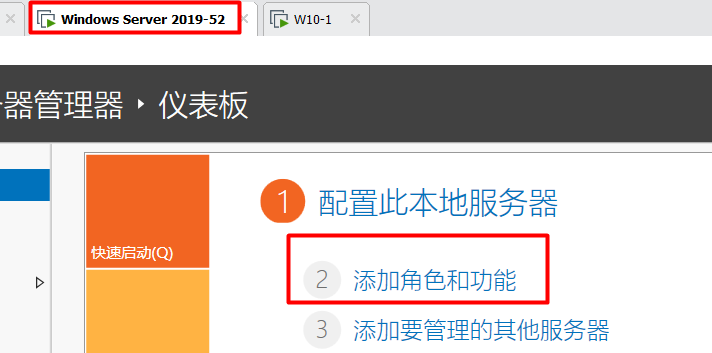 Windows Server 2019-52
W10-1
器管理器 · 仪表板
快速启动(Q)
1 配置此本地服务器
2 添加角色和功能
3 添加要管理的其他服务器